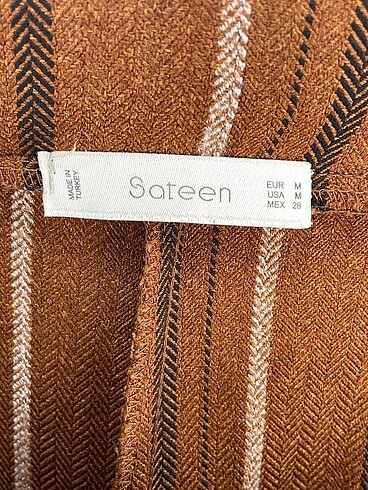 MADE IN
TURKEY
Sateen
EUR M
USA M
MEX 28